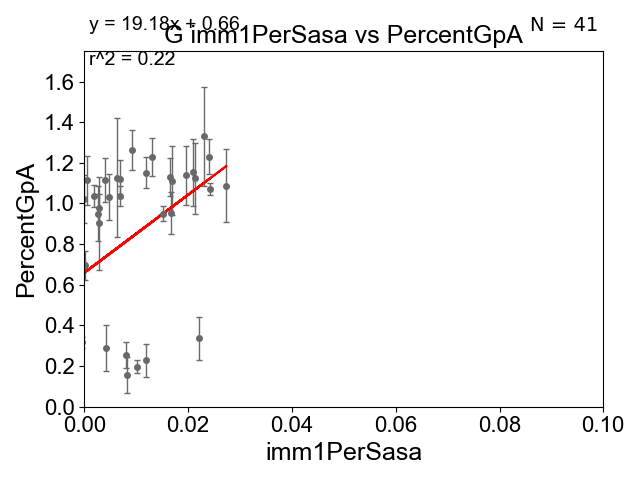 y = 19.18x + 0.66
G imm1PerSasa vs PercentGpA
N = 41
r^2 = 0.22
PercentGpA
1.6
1.4
1.2
1.0
0.8
0.6
0.4
0.2
0.0
0.00 0.02 0.04 0.06 0.08 0.10
imm1PerSasa